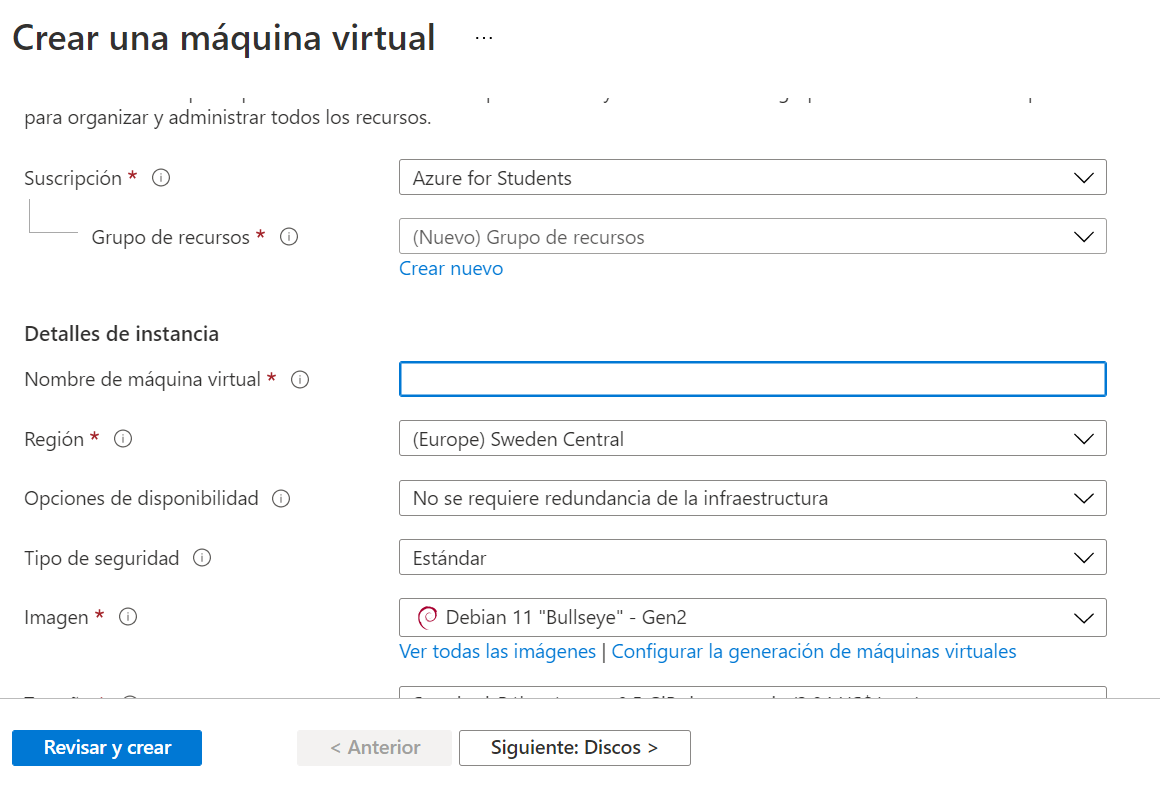 Crear una máquina virtual ...
para organizar y administrar todos los recursos.
Suscripción *
Azure for Students
Grupo de recursos *
(Nuevo) Grupo de recursos
Crear nuevo
Detalles de instancia
Nombre de máquina virtual *
Región *
(Europe) Sweden Central
Opciones de disponibilidad
No se requiere redundancia de la infraestructura
Tipo de seguridad
Estándar
Imagen *
Debian 11 "Bullseye" - Gen2
Ver todas las imágenes | Configurar la generación de máquinas virtuales
Revisar y crear
< Anterior
Siguiente: Discos >